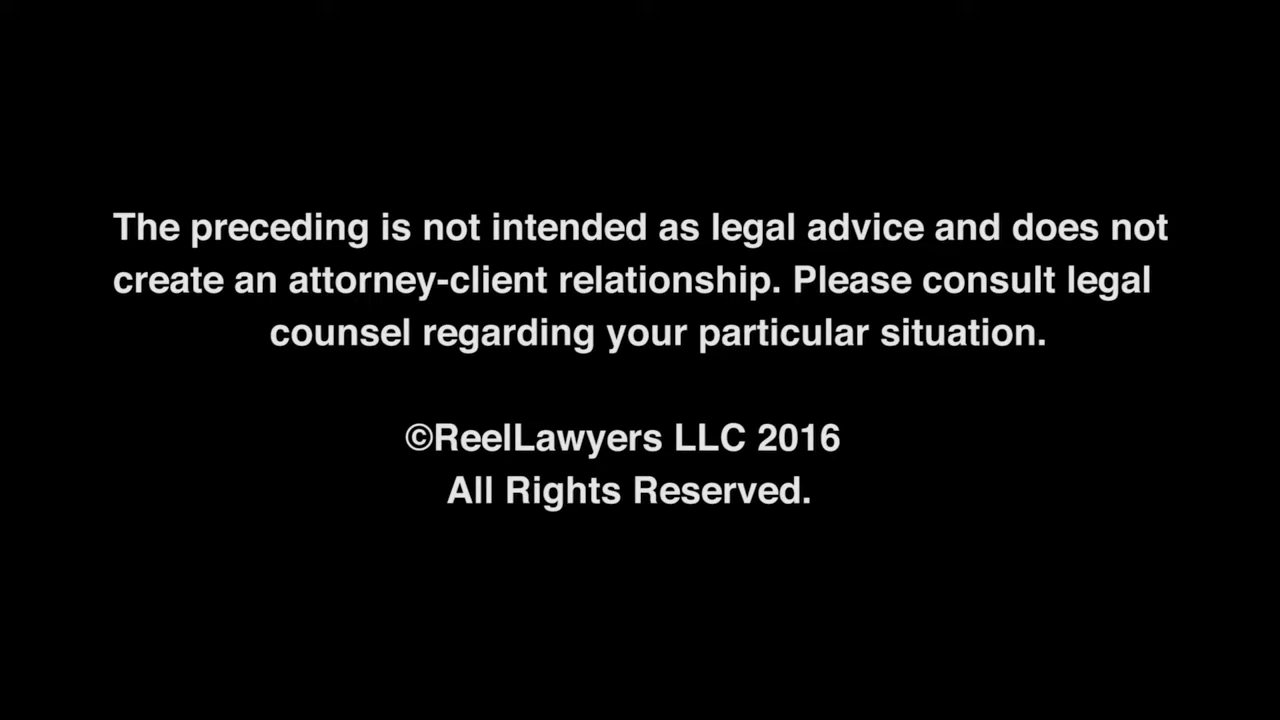 The preceding is not intended as legal advice and does not
create an attorney-client relationship. Please consult legal
counsel regarding your particular situation.
©ReelLawyers LLC 2016
All Rights Reserved.